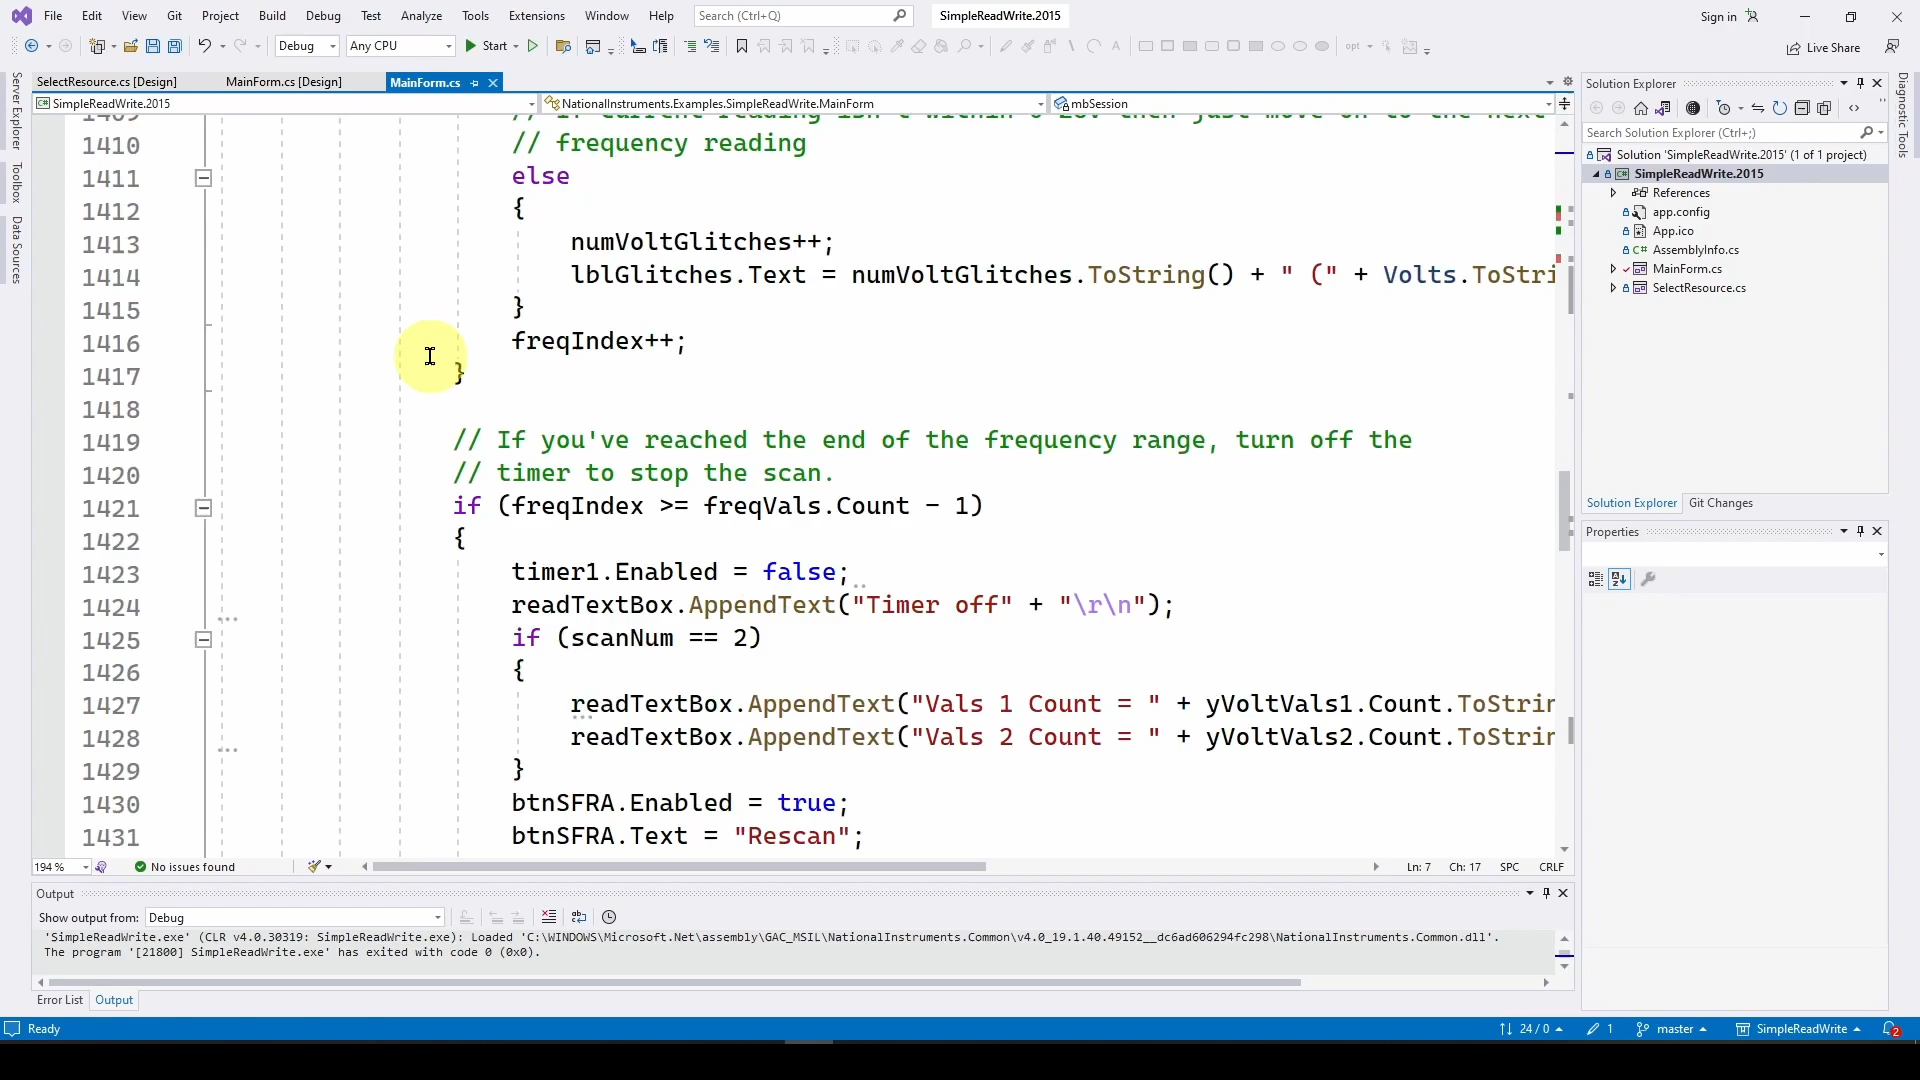 File Edit View Git Project Build Debug Test Analyze Tools Extensions Window Help Search (Ctrl+Q) SimpleReadWrite.2015 Sign in
Debug Any CPU Start opt Live Share
SelectResource.cs [Design] MainForm.cs [Design] MainForm.cs
SimpleReadWrite.2015 NationalInstruments.Examples.SimpleReadWrite.MainForm mbSession
Server Explorer
Toolbox
Data Sources
1410 // frequency reading
1411 else
1412 {
1413 numVoltGlitches++;
1414 lblGlitches.Text = numVoltGlitches.ToString() + " (" + Volts.ToStri
1415 }
1416 freqIndex++;
1417 }
1418
1419 // If you've reached the end of the frequency range, turn off the
1420 // timer to stop the scan.
1421 if (freqIndex >= freqVals.Count - 1)
1422 {
1423 timer1.Enabled = false;
1424 readTextBox.AppendText("Timer off" + "\r\n");
1425 if (scanNum == 2)
1426 {
1427 readTextBox.AppendText("Vals 1 Count = " + yVoltVals1.Count.ToStrin
1428 readTextBox.AppendText("Vals 2 Count = " + yVoltVals2.Count.ToStrin
1429 }
1430 btnSFRA.Enabled = true;
1431 btnSFRA.Text = "Rescan";
194 % No issues found Ln: 7 Ch: 17 SPC CRLF
Output
Show output from: Debug
'SimpleReadWrite.exe' (CLR v4.0.30319: SimpleReadWrite.exe): Loaded 'C:\WINDOWS\Microsoft.Net\assembly\GAC_MSIL\NationalInstruments.Common\v4.0_19.1.40.49152__dc6ad606294fc298\NationalInstruments.Common.dll'.
The program '[21800] SimpleReadWrite.exe' has exited with code 0 (0x0).
Error List Output
Solution Explorer
Search Solution Explorer (Ctrl+;)
Solution 'SimpleReadWrite.2015' (1 of 1 project)
SimpleReadWrite.2015
References
app.config
App.ico
AssemblyInfo.cs
MainForm.cs
SelectResource.cs
Solution Explorer Git Changes
Properties
Diagnostic Tools
Ready 24 / 0 1 master SimpleReadWrite 2